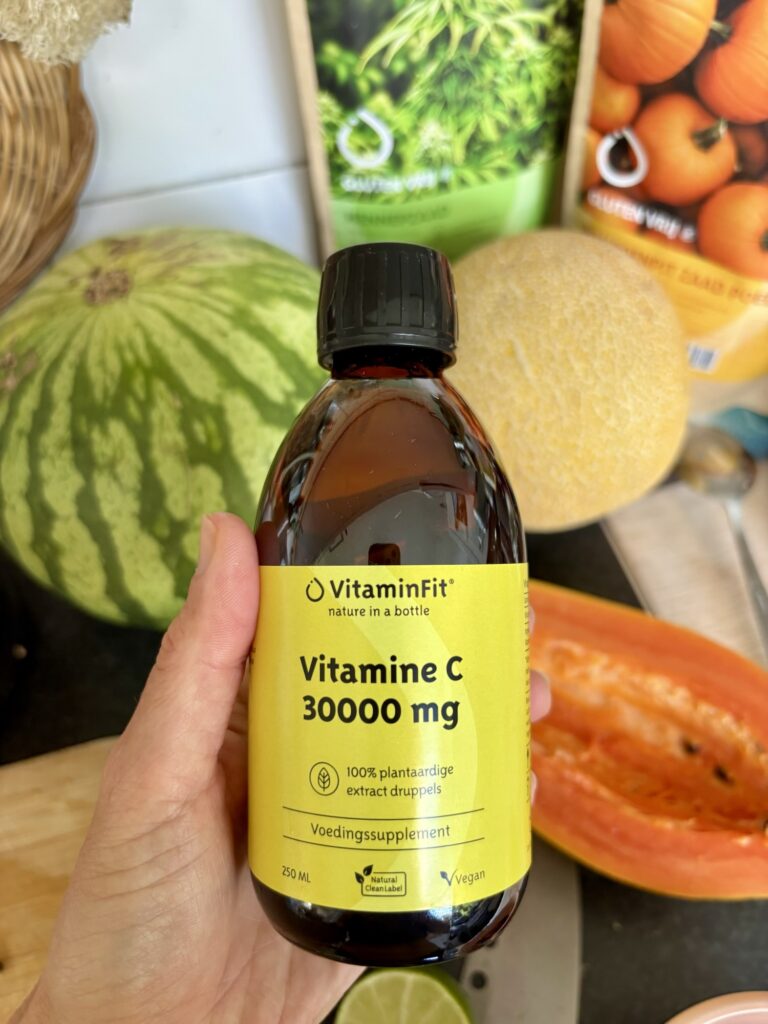 GLUTEN VRIJ
GLUTEN VRIJ
VitaminFit®
nature in a bottle
Vitamine C
30000 mg
100% plantaardige
extract druppels
Voedingssupplement
250 ML
Natural
Clean Label
Vegan